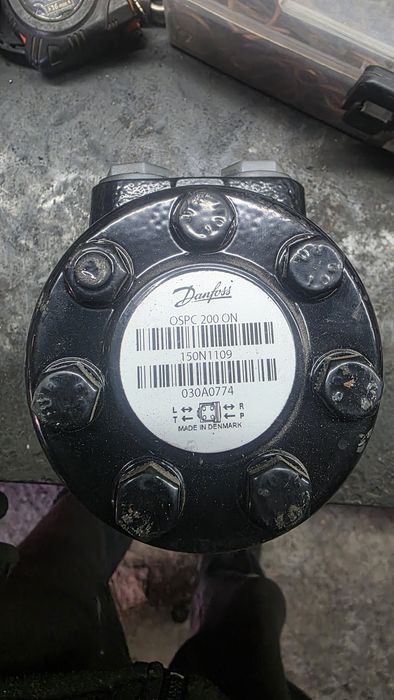 Danfoss
OSPC 200 ON
150N1109
030A0774
L R
T P
MADE IN DENMARK